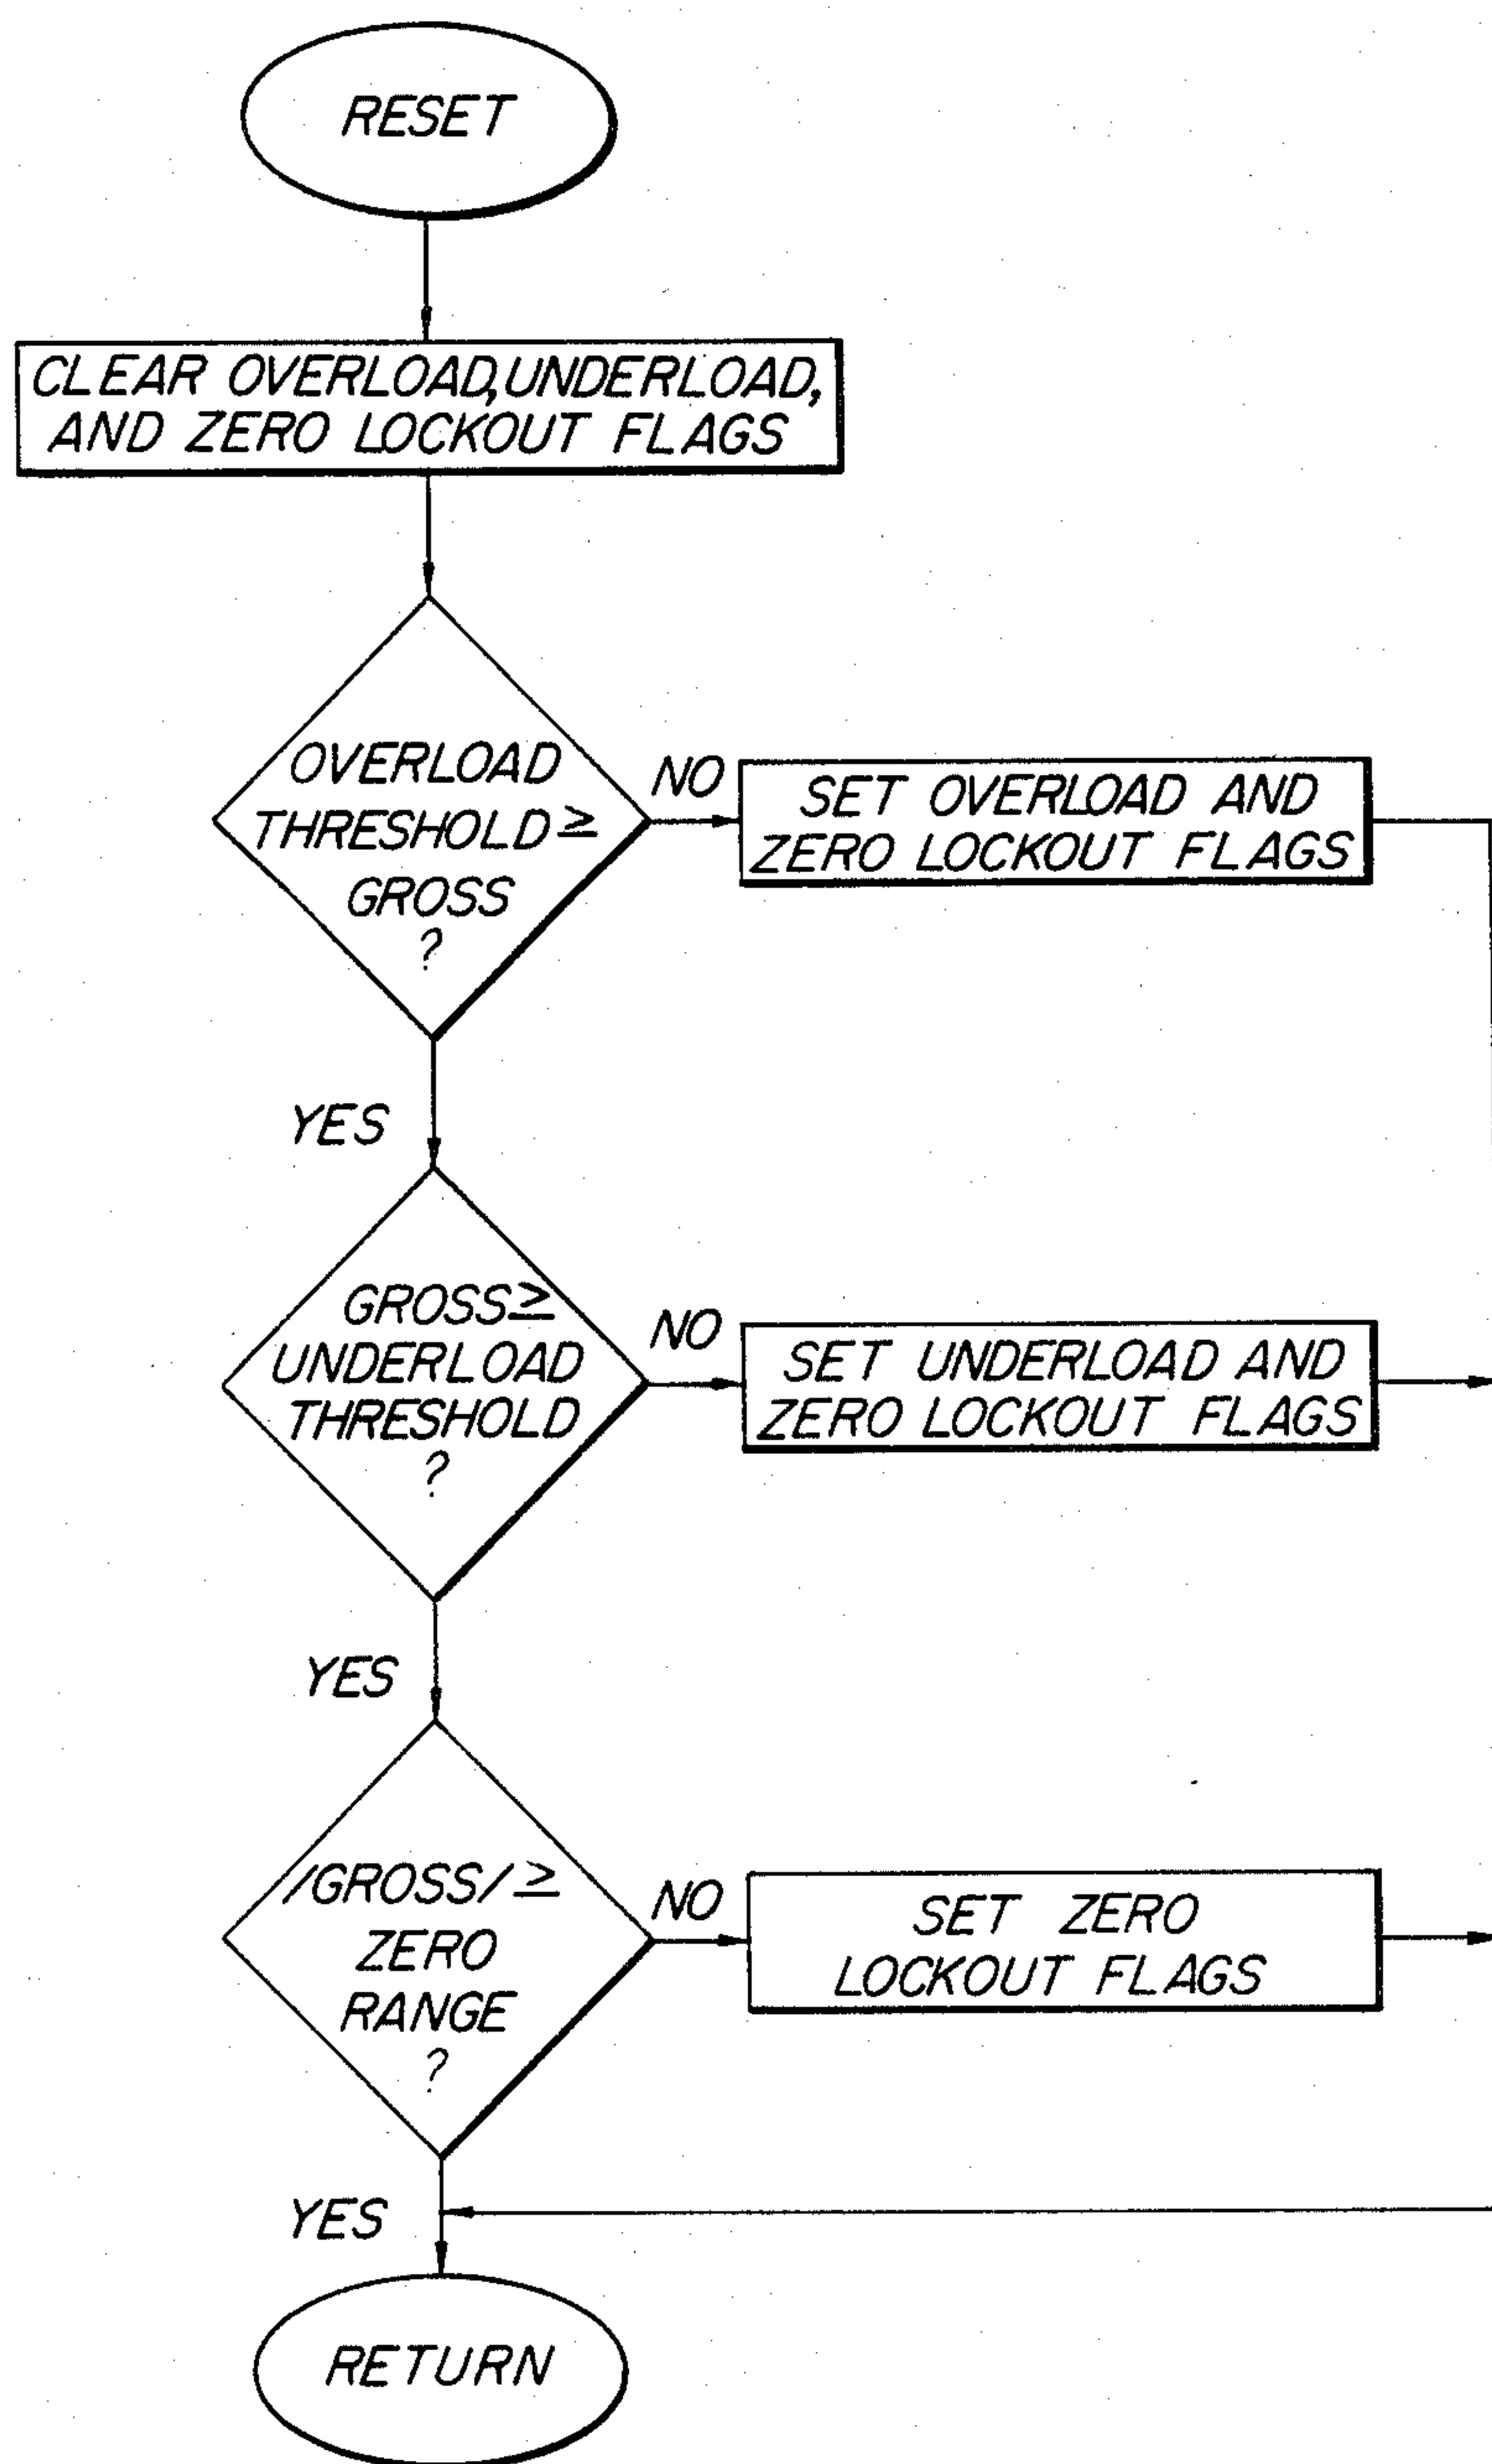 RESET
CLEAR OVERLOAD, UNDERLOAD,
AND ZERO LOCKOUT FLAGS
OVERLOAD
THRESHOLD ≥
GROSS
?
NO
SET OVERLOAD AND
ZERO LOCKOUT FLAGS
YES
GROSS ≥
UNDERLOAD
THRESHOLD
?
NO
SET UNDERLOAD AND
ZERO LOCKOUT FLAGS
YES
/GROSS/ ≥
ZERO
RANGE
?
NO
SET ZERO
LOCKOUT FLAGS
YES
RETURN